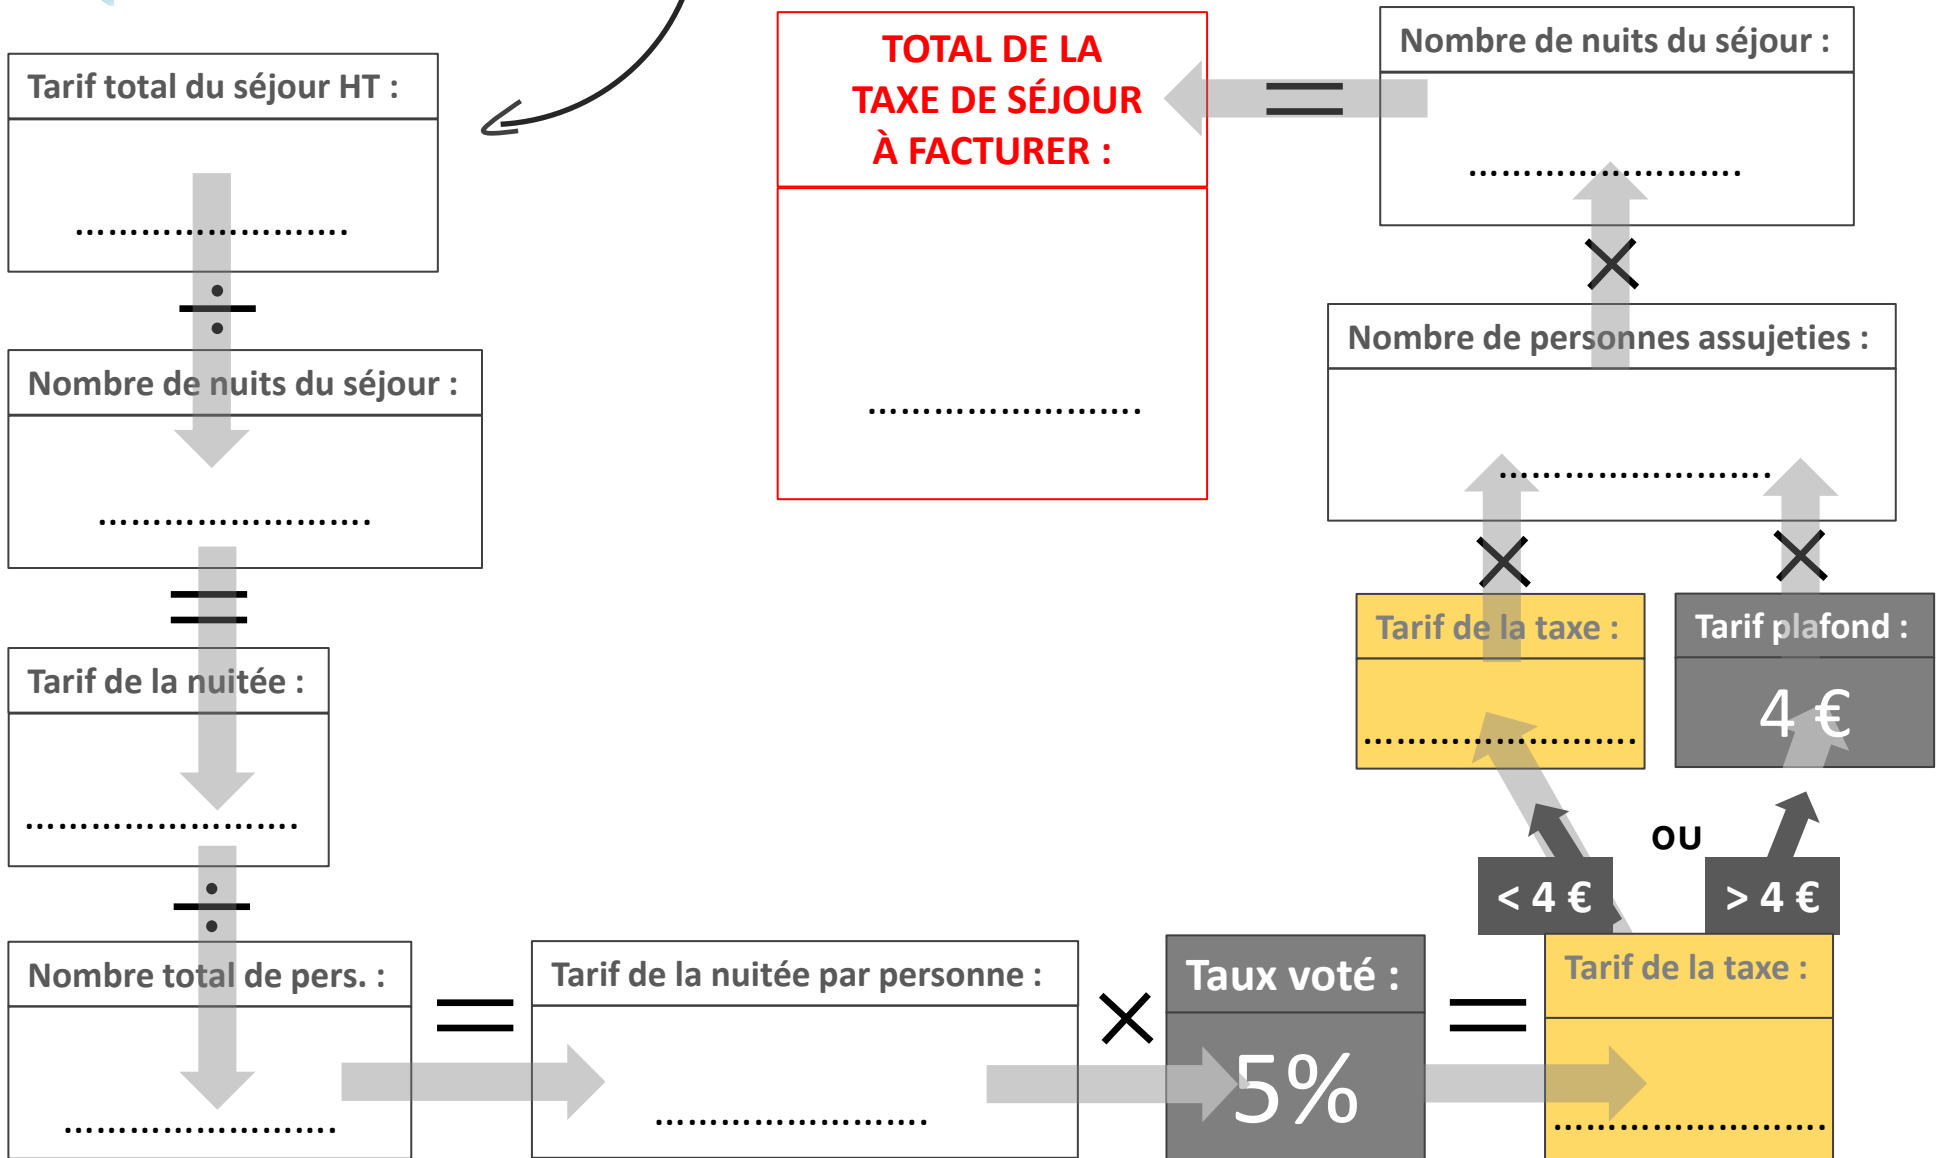 Tarif total du séjour HT :
.........................
÷
Nombre de nuits du séjour :
.........................
=
Tarif de la nuitée :
.........................
÷
Nombre total de pers. :
.........................
=
Tarif de la nuitée par personne :
.........................
×
Taux voté :
5%
=
Tarif de la taxe :
.........................
< 4 €
OU
> 4 €
Tarif de la taxe :
.........................
Tarif plafond :
4 €
×
×
Nombre de personnes assujeties :
.........................
×
Nombre de nuits du séjour :
.........................
=
TOTAL DE LA
TAXE DE SÉJOUR
À FACTURER :
.........................